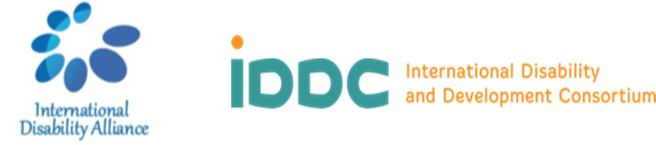 International
Disability Alliance
iDDC
International Disability
and Development Consortium